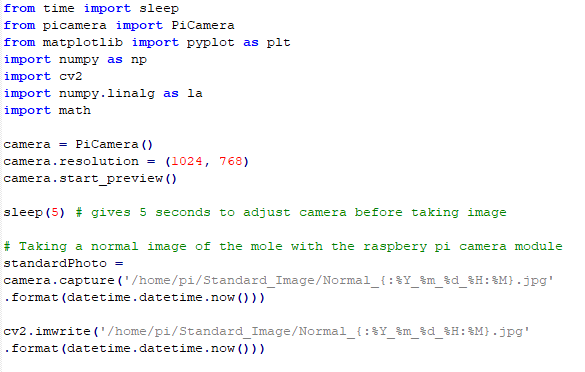 from time import sleep
from picamera import PiCamera
from matplotlib import pyplot as plt
import numpy as np
import cv2
import numpy.linalg as la
import math
camera = PiCamera()
camera.resolution = (1024, 768)
camera.start_preview()
sleep(5) # gives 5 seconds to adjust camera before taking image
# Taking a normal image of the mole with the raspbery pi camera module
standardPhoto =
camera.capture('/home/pi/Standard_Image/Normal_{:%Y_%m_%d_%H:%M}.jpg'
.format(datetime.datetime.now()))
cv2.imwrite('/home/pi/Standard_Image/Normal_{:%Y_%m_%d_%H:%M}.jpg'
.format(datetime.datetime.now()))